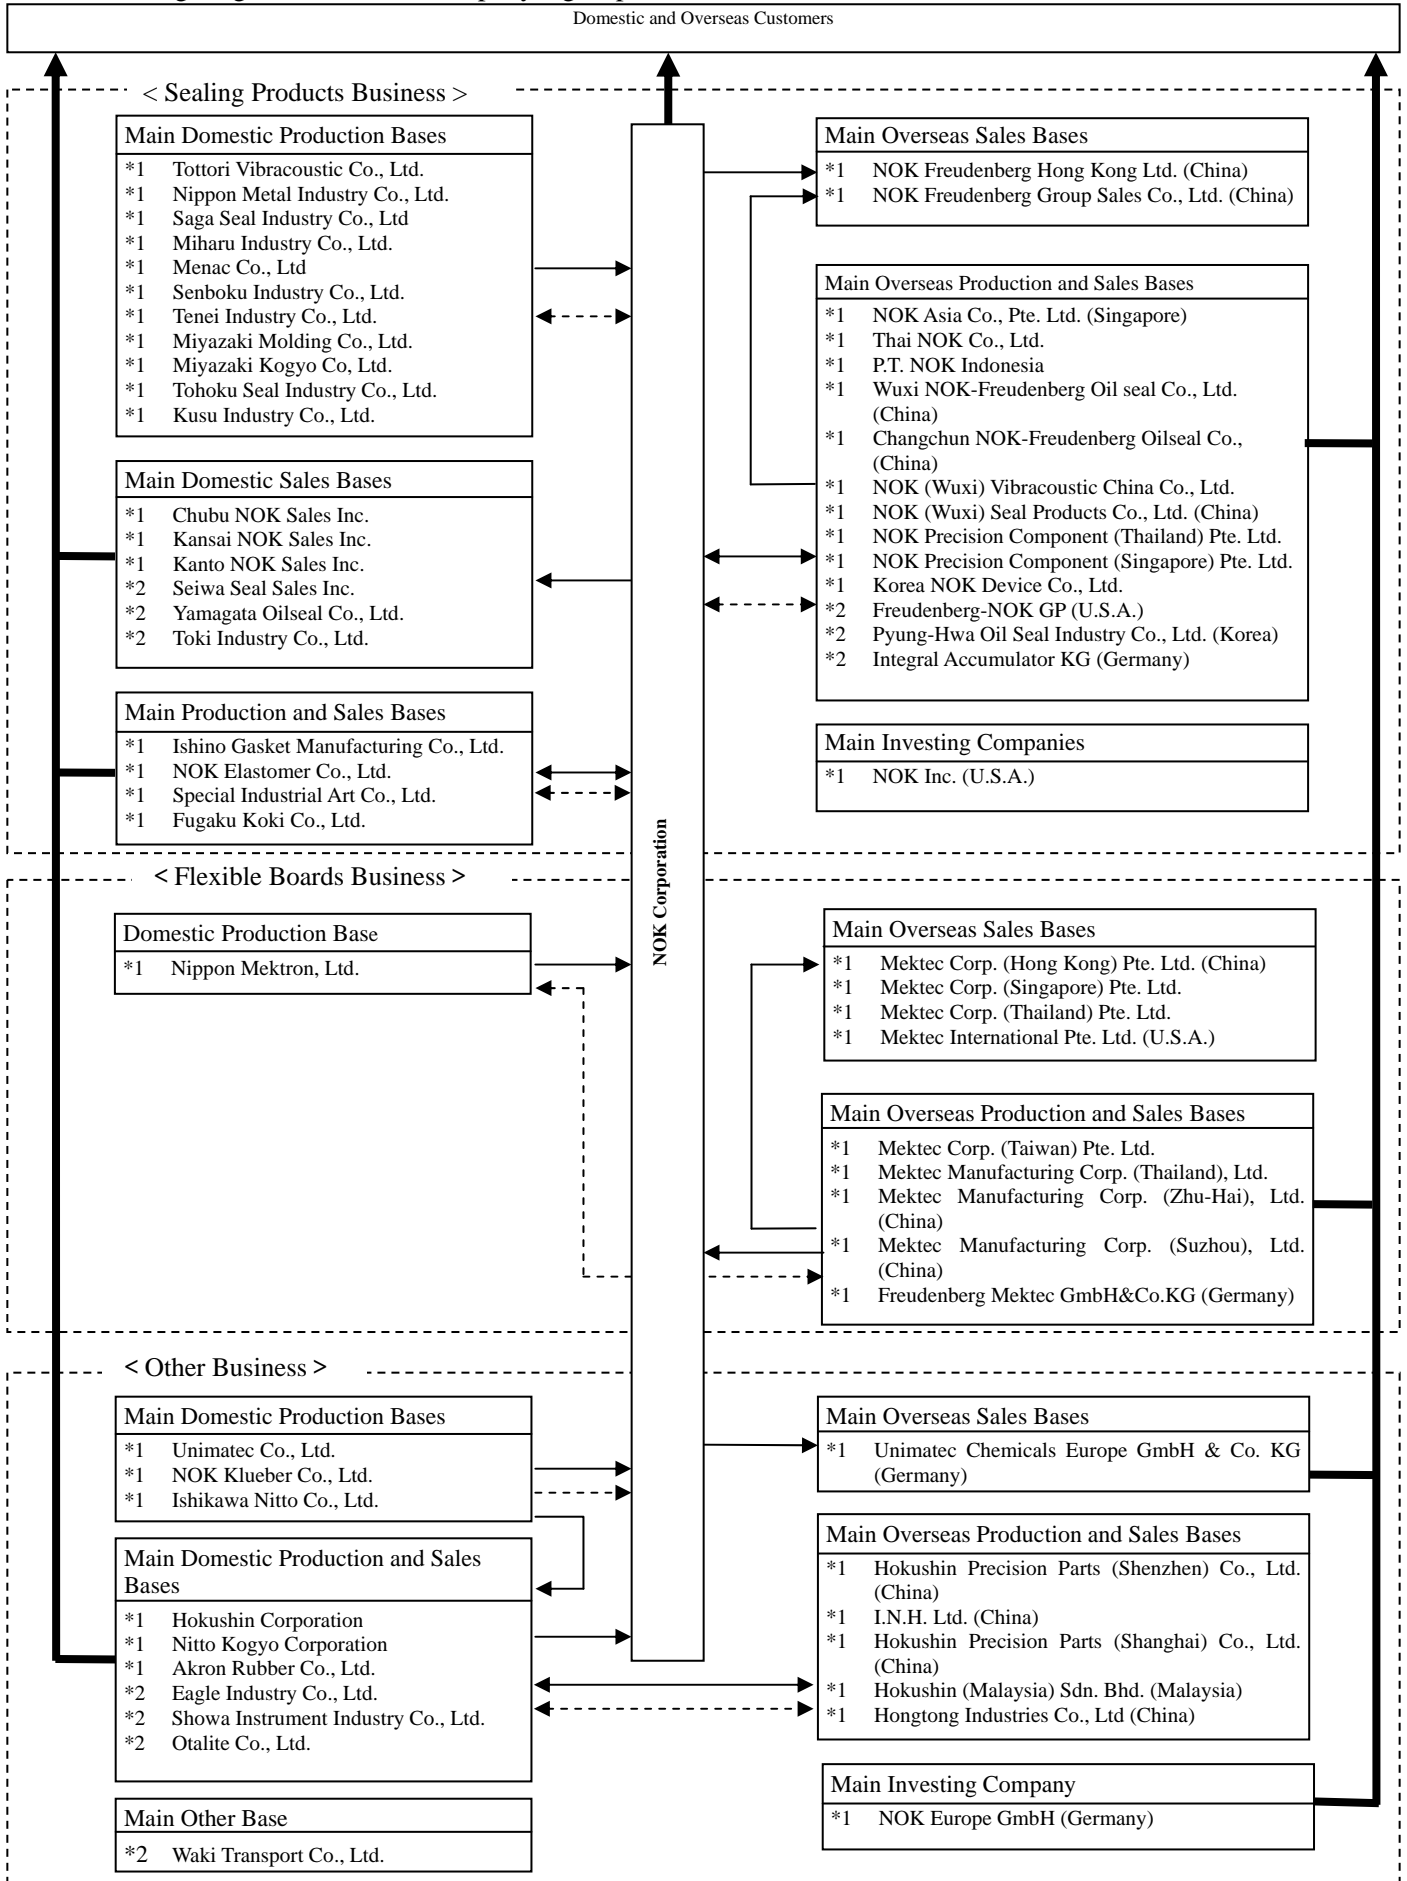 Domestic and Overseas Customers
< Sealing Products Business >
Main Domestic Production Bases
*1 Tottori Vibracoustic Co., Ltd.
*1 Nippon Metal Industry Co., Ltd.
*1 Saga Seal Industry Co., Ltd
*1 Miharu Industry Co., Ltd.
*1 Menac Co., Ltd
*1 Senboku Industry Co., Ltd.
*1 Tenei Industry Co., Ltd.
*1 Miyazaki Molding Co., Ltd.
*1 Miyazaki Kogyo Co, Ltd.
*1 Tohoku Seal Industry Co., Ltd.
*1 Kusu Industry Co., Ltd.
Main Domestic Sales Bases
*1 Chubu NOK Sales Inc.
*1 Kansai NOK Sales Inc.
*1 Kanto NOK Sales Inc.
*2 Seiwa Seal Sales Inc.
*2 Yamagata Oilseal Co., Ltd.
*2 Toki Industry Co., Ltd.
Main Production and Sales Bases
*1 Ishino Gasket Manufacturing Co., Ltd.
*1 NOK Elastomer Co., Ltd.
*1 Special Industrial Art Co., Ltd.
*1 Fugaku Koki Co., Ltd.
NOK Corporation
Main Overseas Sales Bases
*1 NOK Freudenberg Hong Kong Ltd. (China)
*1 NOK Freudenberg Group Sales Co., Ltd. (China)
Main Overseas Production and Sales Bases
*1 NOK Asia Co., Pte. Ltd. (Singapore)
*1 Thai NOK Co., Ltd.
*1 P.T. NOK Indonesia
*1 Wuxi NOK-Freudenberg Oil seal Co., Ltd.
(China)
*1 Changchun NOK-Freudenberg Oilseal Co.,
(China)
*1 NOK (Wuxi) Vibracoustic China Co., Ltd.
*1 NOK (Wuxi) Seal Products Co., Ltd. (China)
*1 NOK Precision Component (Thailand) Pte. Ltd.
*1 NOK Precision Component (Singapore) Pte. Ltd.
*1 Korea NOK Device Co., Ltd.
*2 Freudenberg-NOK GP (U.S.A.)
*2 Pyung-Hwa Oil Seal Industry Co., Ltd. (Korea)
*2 Integral Accumulator KG (Germany)
Main Investing Companies
*1 NOK Inc. (U.S.A.)
< Flexible Boards Business >
Domestic Production Base
*1 Nippon Mektron, Ltd.
Main Overseas Sales Bases
*1 Mektec Corp. (Hong Kong) Pte. Ltd. (China)
*1 Mektec Corp. (Singapore) Pte. Ltd.
*1 Mektec Corp. (Thailand) Pte. Ltd.
*1 Mektec International Pte. Ltd. (U.S.A.)
Main Overseas Production and Sales Bases
*1 Mektec Corp. (Taiwan) Pte. Ltd.
*1 Mektec Manufacturing Corp. (Thailand), Ltd.
*1 Mektec Manufacturing Corp. (Zhu-Hai), Ltd.
(China)
*1 Mektec Manufacturing Corp. (Suzhou), Ltd.
(China)
*1 Freudenberg Mektec GmbH&Co.KG (Germany)
< Other Business >
Main Domestic Production Bases
*1 Unimatec Co., Ltd.
*1 NOK Klueber Co., Ltd.
*1 Ishikawa Nitto Co., Ltd.
Main Domestic Production and Sales
Bases
*1 Hokushin Corporation
*1 Nitto Kogyo Corporation
*1 Akron Rubber Co., Ltd.
*2 Eagle Industry Co., Ltd.
*2 Showa Instrument Industry Co., Ltd.
*2 Otalite Co., Ltd.
Main Other Base
*2 Waki Transport Co., Ltd.
Main Overseas Sales Bases
*1 Unimatec Chemicals Europe GmbH & Co. KG
(Germany)
Main Overseas Production and Sales Bases
*1 Hokushin Precision Parts (Shenzhen) Co., Ltd.
(China)
*1 I.N.H. Ltd. (China)
*1 Hokushin Precision Parts (Shanghai) Co., Ltd.
(China)
*1 Hokushin (Malaysia) Sdn. Bhd. (Malaysia)
*1 Hongtong Industries Co., Ltd (China)
Main Investing Company
*1 NOK Europe GmbH (Germany)